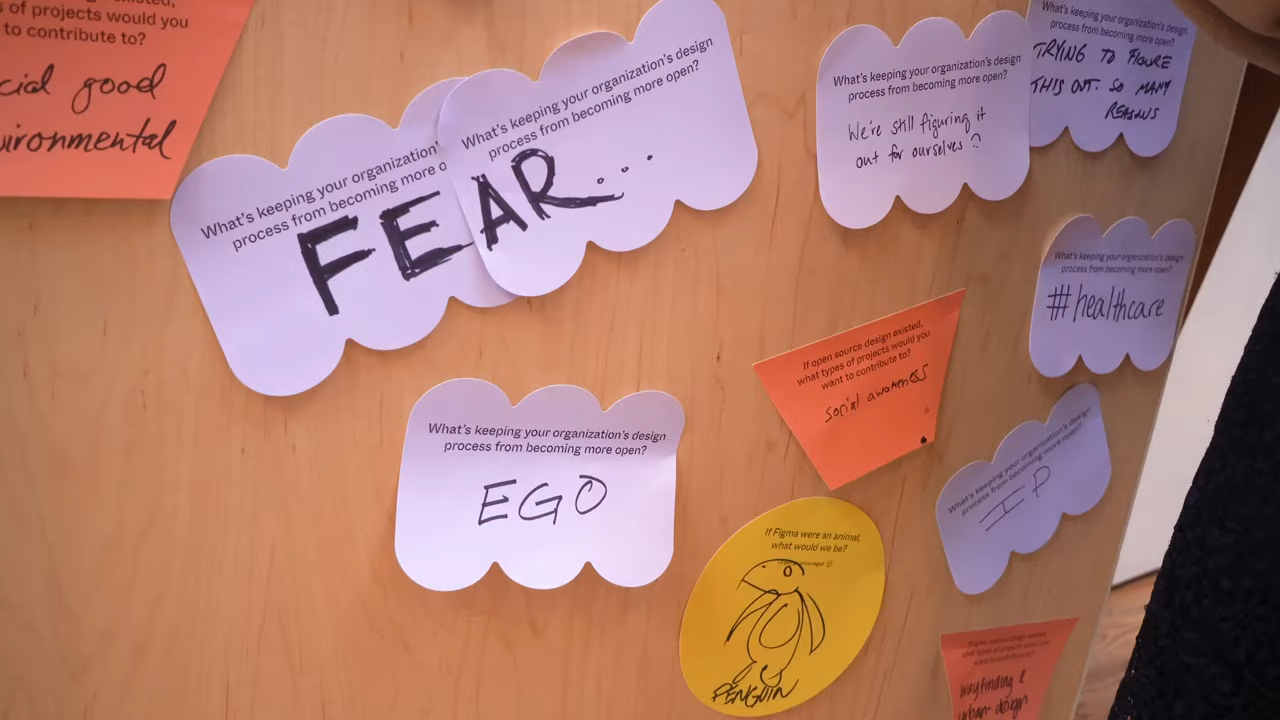 of projects would you
to contribute to?
good
What's keeping your organization'
process from becoming more o
What's keeping your organization's design
process from becoming more open?
FEAR...
What's keeping your organization's design
process from becoming more open?
We're still figuring it
out for ourselves
What's keeping your organization's design
process from becoming more open?
TRYING TO FIGURE
THIS OUT. SO MANY
REASONS
What's keeping your organization's design
process from becoming more open?
#healthcare
If open source design existed,
what types of projects would you
want to contribute to?
social awareness
What's keeping your organization's design
process from becoming more open?
EGO
What's keeping your organization's design
process from becoming more open?
IP
If Figma were an animal,
what would we be?
PENGUIN
want to contribute to?
wayfinding &
urban design